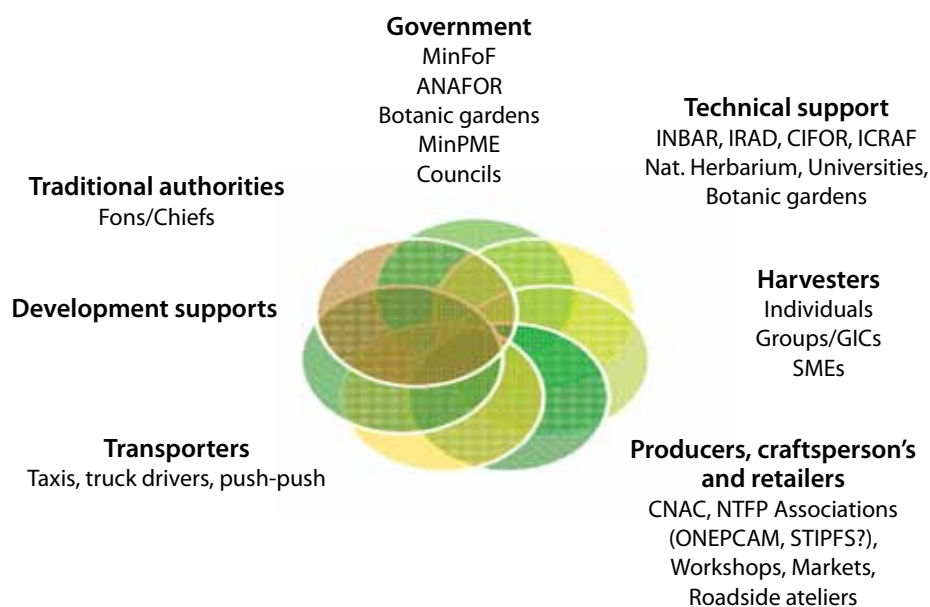 Government
MinFoF
ANAFOR
Botanic gardens
MinPME
Councils
Technical support
INBAR, IRAD, CIFOR, ICRAF
Nat. Herbarium, Universities,
Botanic gardens
Harvesters
Individuals
Groups/GICs
SMEs
Producers, craftsperson's
and retailers
CNAC, NTFP Associations
(ONEPCAM, STIPFS?),
Workshops, Markets,
Roadside ateliers
Transporters
Taxis, truck drivers, push-push
Development supports
Traditional authorities
Fons/Chiefs